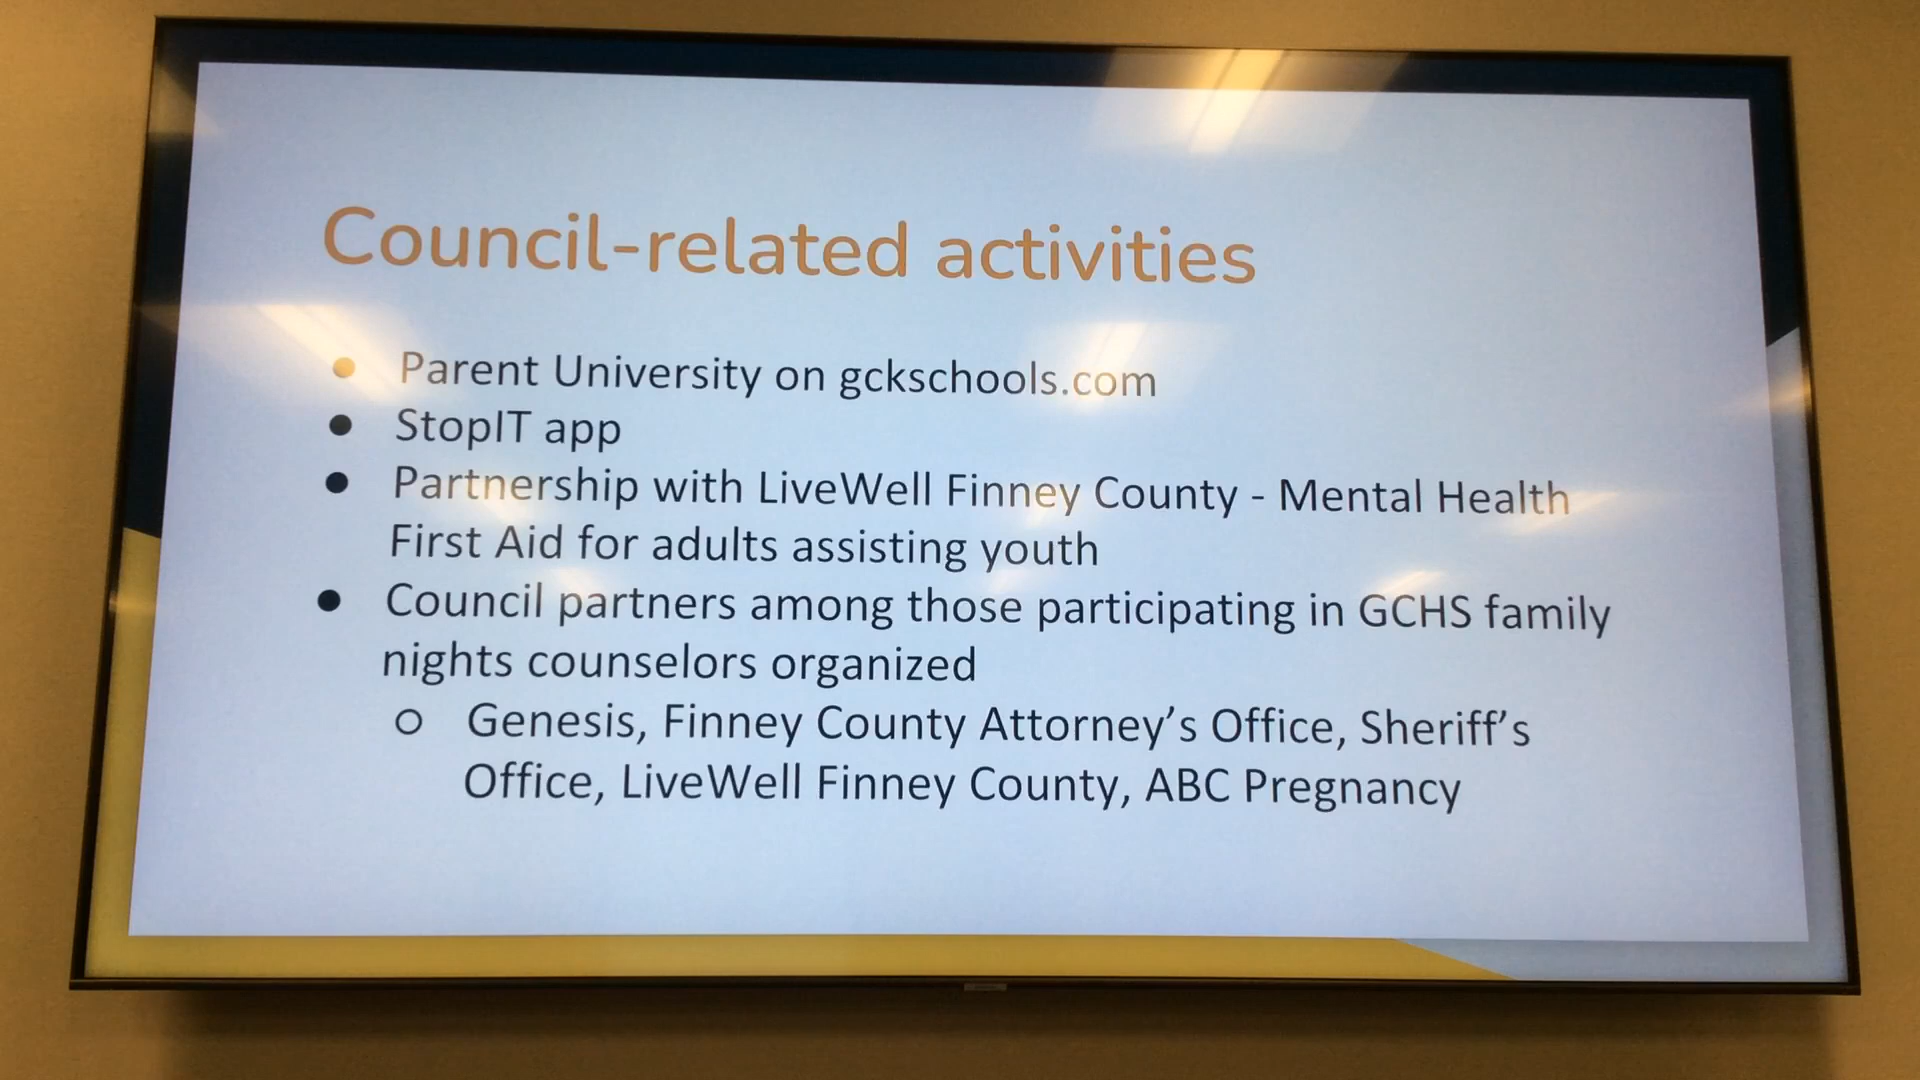 Council-related activities
● Parent University on gckschools.com
● StopIT app
● Partnership with LiveWell Finney County - Mental Health
First Aid for adults assisting youth
● Council partners among those participating in GCHS family
nights counselors organized
○ Genesis, Finney County Attorney’s Office, Sheriff’s
Office, LiveWell Finney County, ABC Pregnancy